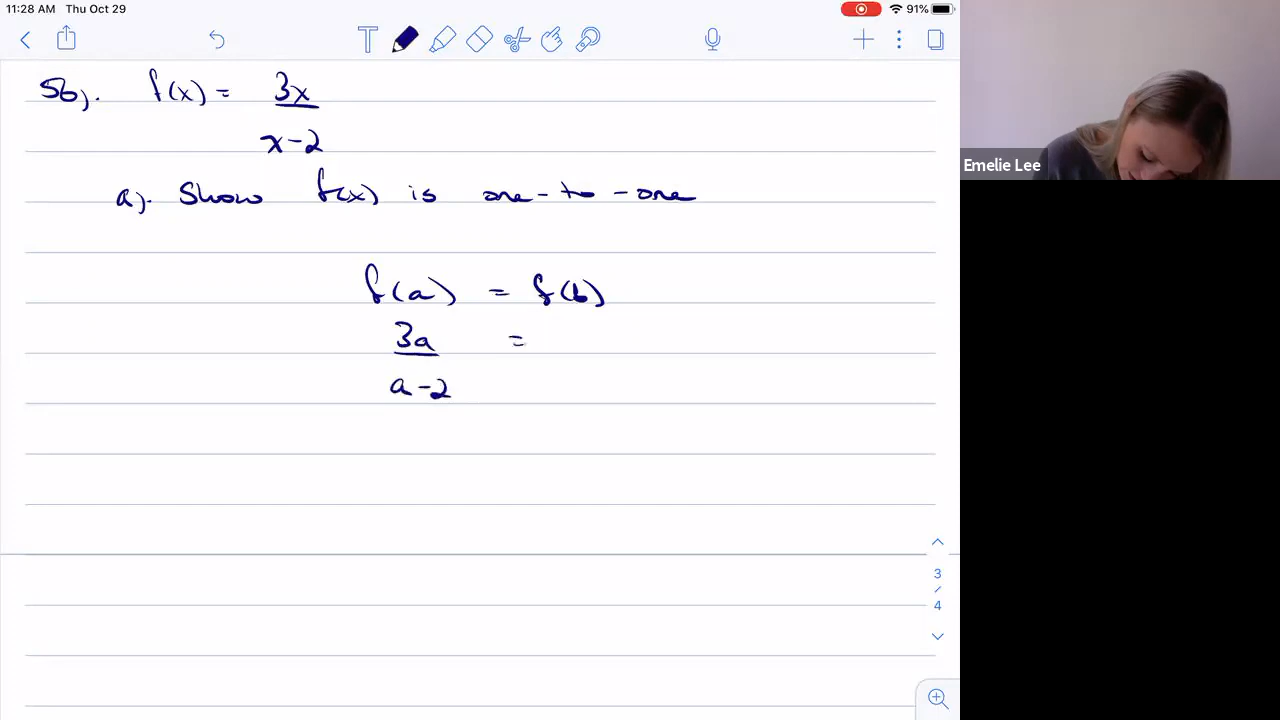 11:28 AM Thu Oct 29
91%
56). f(x) = 3x
x-2
a). Show f(x) is one-to-one
f(a) = f(b)
3a =
a-2
Emelie Lee
3
/
4